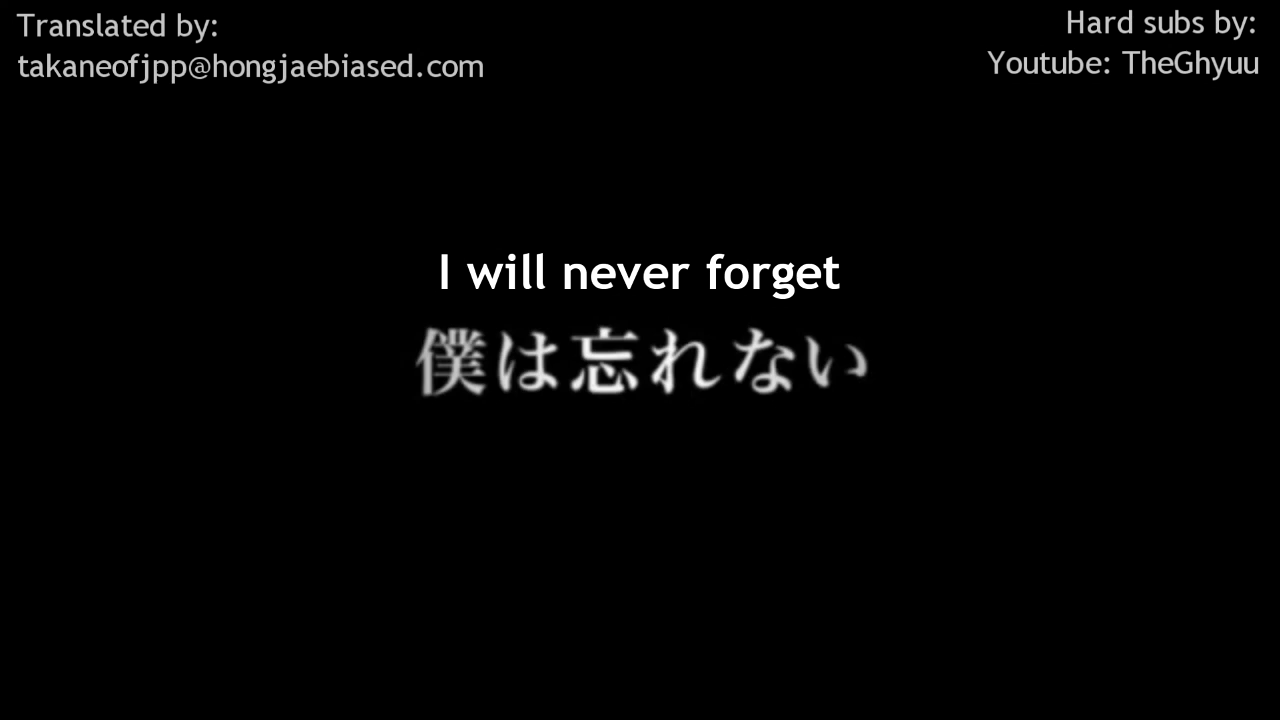 Translated by:
takaneofjpp@hongjaebiased.com
Hard subs by:
Youtube: TheGhyuu
I will never forget
僕は忘れない